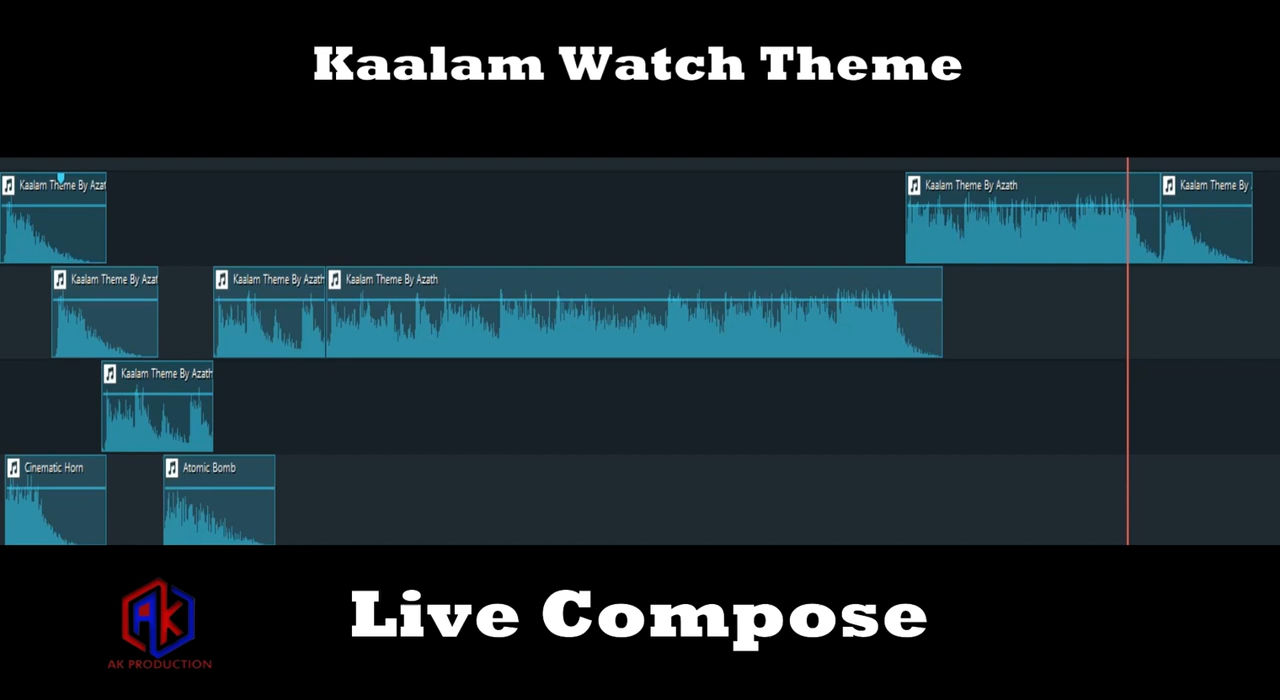 Kaalam Watch Theme
Kaalam Theme By Azat
Kaalam Theme By Azath
Kaalam Theme By
Kaalam Theme By Azat
Kaalam Theme By Azath
Kaalam Theme By Azath
Kaalam Theme By Azath
Cinematic Horn
Atomic Bomb
AK
AK PRODUCTION
Live Compose